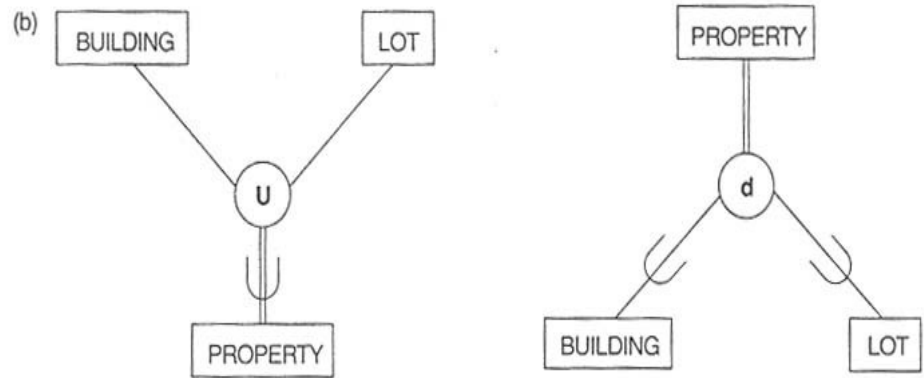 (b)
BUILDING
LOT
U
PROPERTY
PROPERTY
d
BUILDING
LOT